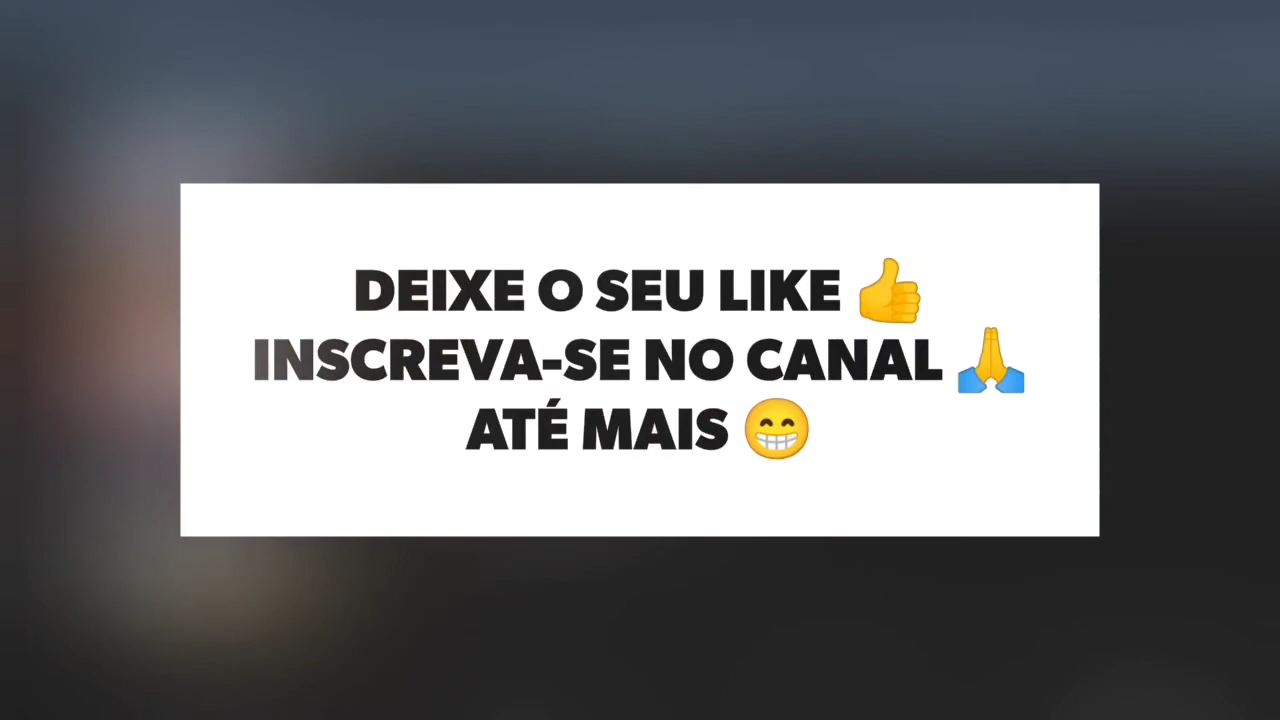 DEIXE O SEU LIKE 👍
INSCREVA-SE NO CANAL 🙏
ATÉ MAIS 😁